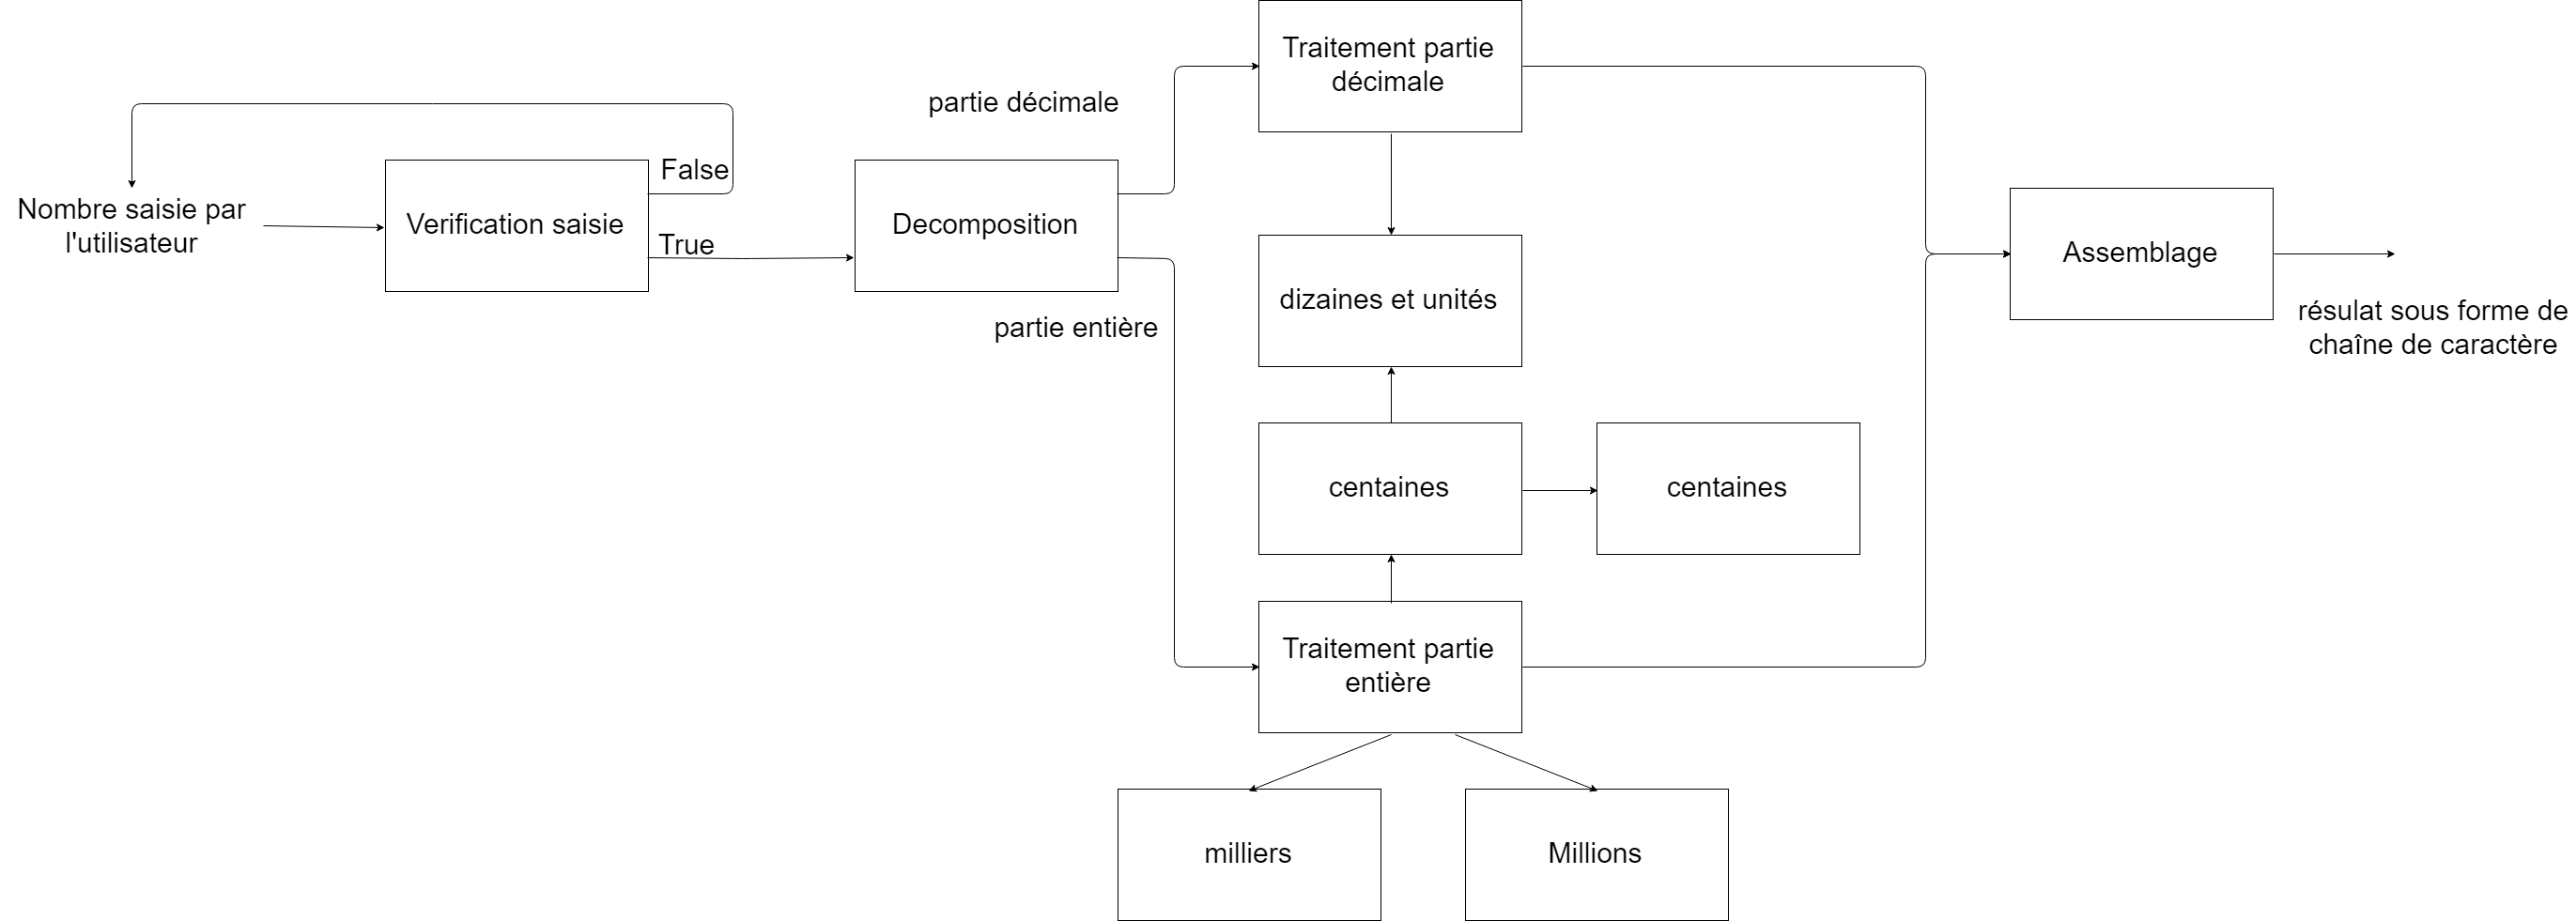 Traitement partie
décimale
partie décimale
False
Nombre saisie par
l'utilisateur
Verification saisie
Decomposition
True
Assemblage
dizaines et unités
résulat sous forme de
chaîne de caractère
partie entière
centaines
centaines
Traitement partie
entière
milliers
Millions